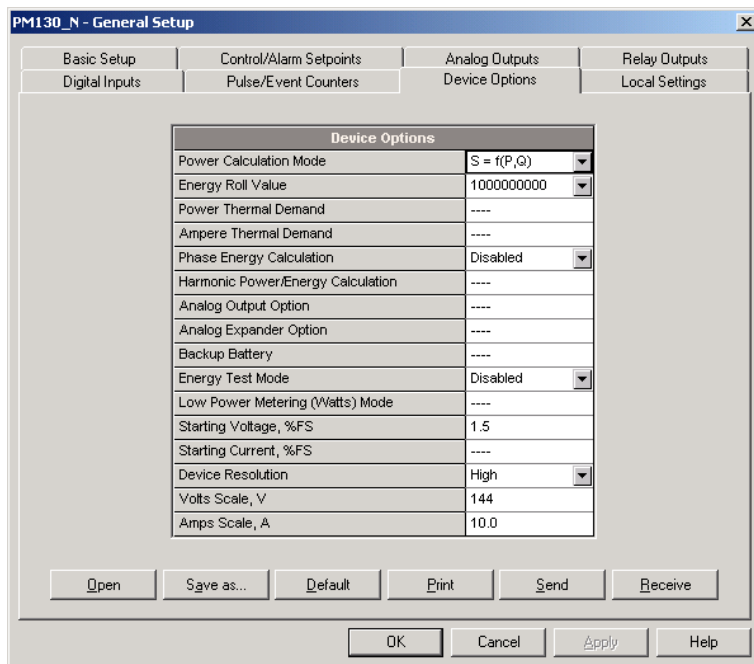 PM130_N - General Setup
Basic Setup
Control/Alarm Setpoints
Analog Outputs
Relay Outputs
Digital Inputs
Pulse/Event Counters
Device Options
Local Settings
Device Options
Power Calculation Mode S = f(P,Q)
Energy Roll Value 1000000000
Power Thermal Demand ----
Ampere Thermal Demand ----
Phase Energy Calculation Disabled
Harmonic Power/Energy Calculation ----
Analog Output Option ----
Analog Expander Option ----
Backup Battery ----
Energy Test Mode Disabled
Low Power Metering (Watts) Mode ----
Starting Voltage, %FS 1.5
Starting Current, %FS ----
Device Resolution High
Volts Scale, V 144
Amps Scale, A 10.0
Open Save as... Default Print Send Receive
OK Cancel Apply Help